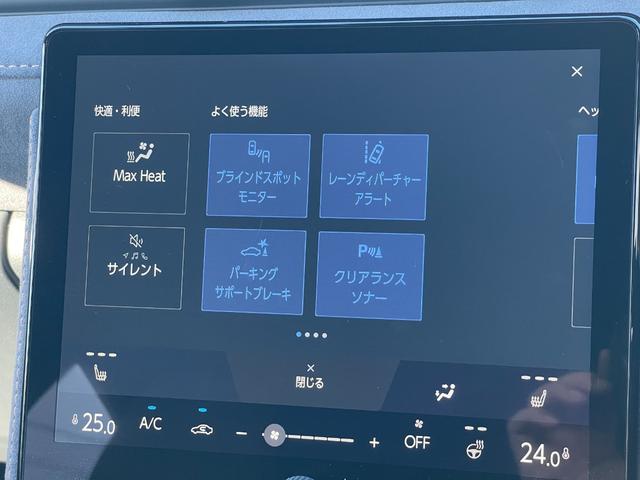 快適・利便
よく使う機能
ヘッ
Max Heat
ブラインドスポット
モニター
レーンディパーチャー
アラート
サイレント
パーキング
サポートブレーキ
P
クリアランス
ソナー
閉じる
25.0
A/C
OFF
24.0